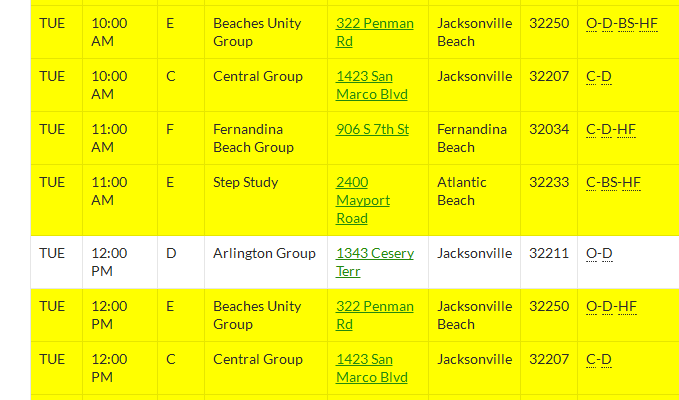 TUE 10:00 AM E Beaches Unity Group 322 Penman Rd Jacksonville Beach 32250 O-D-BS-HF
TUE 10:00 AM C Central Group 1423 San Marco Blvd Jacksonville 32207 C-D
TUE 11:00 AM F Fernandina Beach Group 906 S 7th St Fernandina Beach 32034 C-D-HF
TUE 11:00 AM E Step Study 2400 Mayport Road Atlantic Beach 32233 C-BS-HF
TUE 12:00 PM D Arlington Group 1343 Cesery Terr Jacksonville 32211 O-D
TUE 12:00 PM E Beaches Unity Group 322 Penman Rd Jacksonville Beach 32250 O-D-HF
TUE 12:00 PM C Central Group 1423 San Marco Blvd Jacksonville 32207 C-D